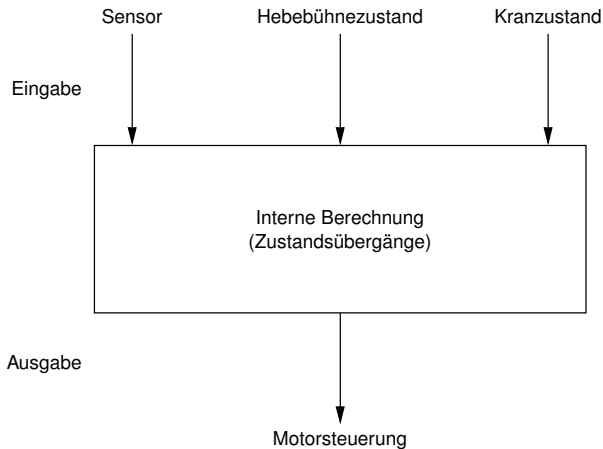 Sensor
Hebebühnezustand
Kranzustand
Eingabe
Interne Berechnung
(Zustandsübergänge)
Ausgabe
Motorsteuerung